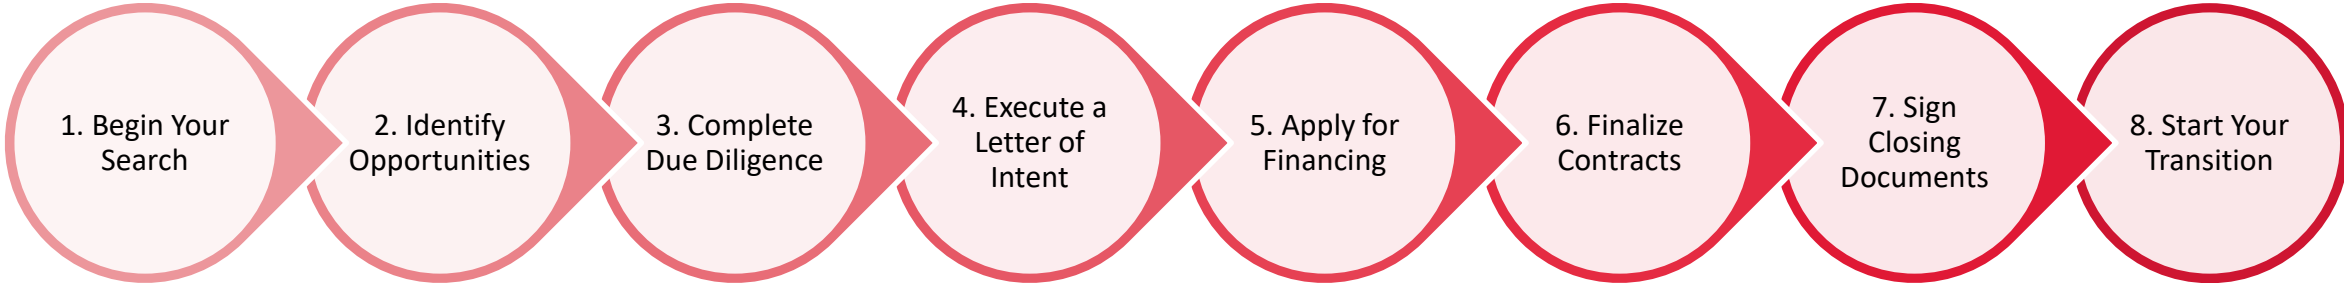 1. Begin Your
Search
2. Identify
Opportunities
3. Complete
Due Diligence
4. Execute a
Letter of
Intent
5. Apply for
Financing
6. Finalize
Contracts
7. Sign
Closing
Documents
8. Start Your
Transition